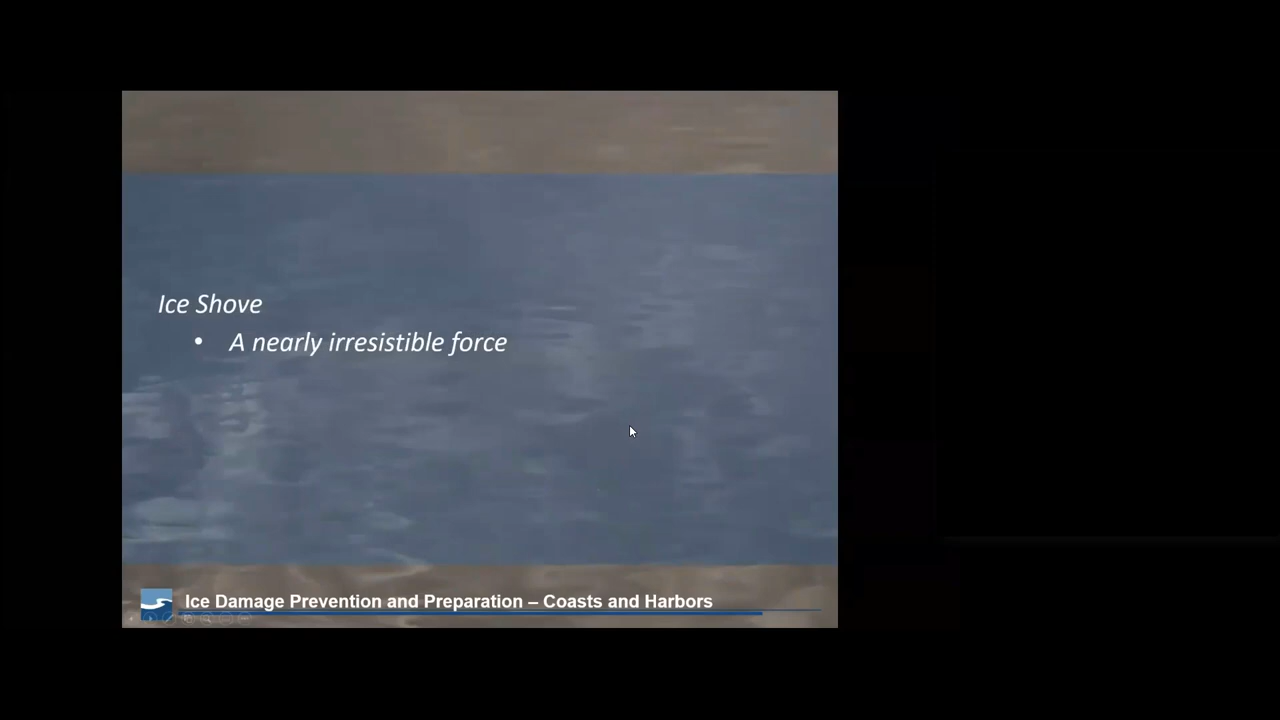 Ice Shove
• A nearly irresistible force
Ice Damage Prevention and Preparation – Coasts and Harbors